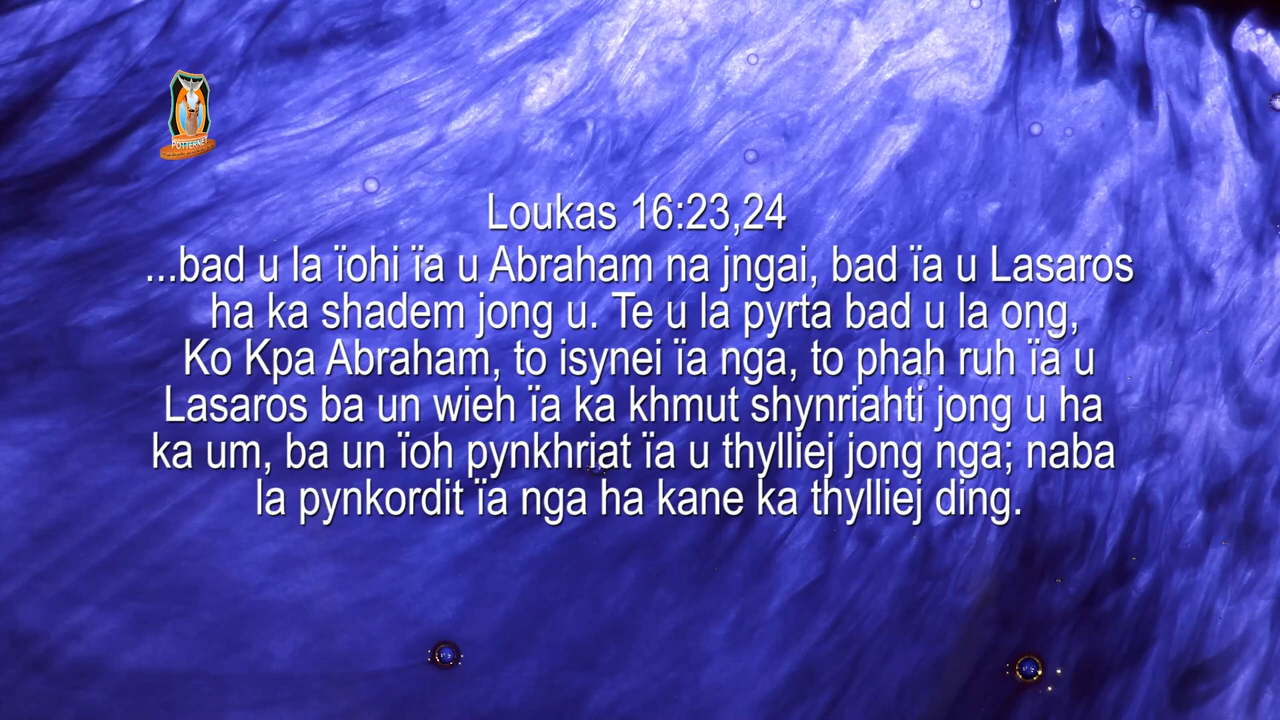 POTTERNET
Loukas 16:23,24
...bad u la ïohi ïa u Abraham na jngai, bad ïa u Lasaros
ha ka shadem jong u. Te u la pyrta bad u la ong,
Ko Kpa Abraham, to isynei ïa nga, to phah ruh ïa u
Lasaros ba un wieh ïa ka khmut shynriahti jong u ha
ka um, ba un ïoh pynkhriat ïa u thylliej jong nga; naba
la pynkordit ïa nga ha kane ka thylliej ding.